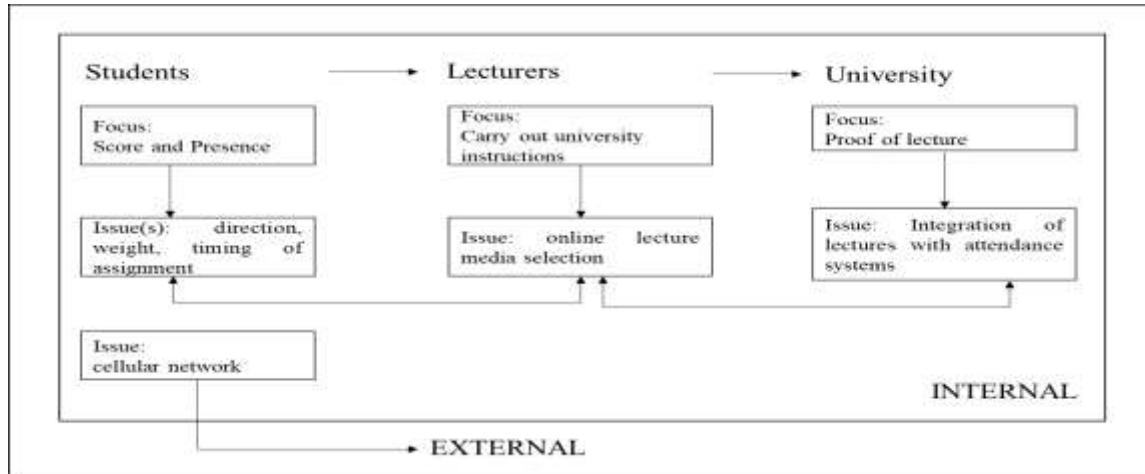 Students
Lecturers
University
Focus:
Score and Presence
Focus:
Carry out university
instructions
Focus:
Proof of lecture
Issue(s): direction,
weight, timing of
assignment
Issue: online lecture
media selection
Issue: Integration of
lectures with attendance
systems
Issue:
cellular network
INTERNAL
EXTERNAL